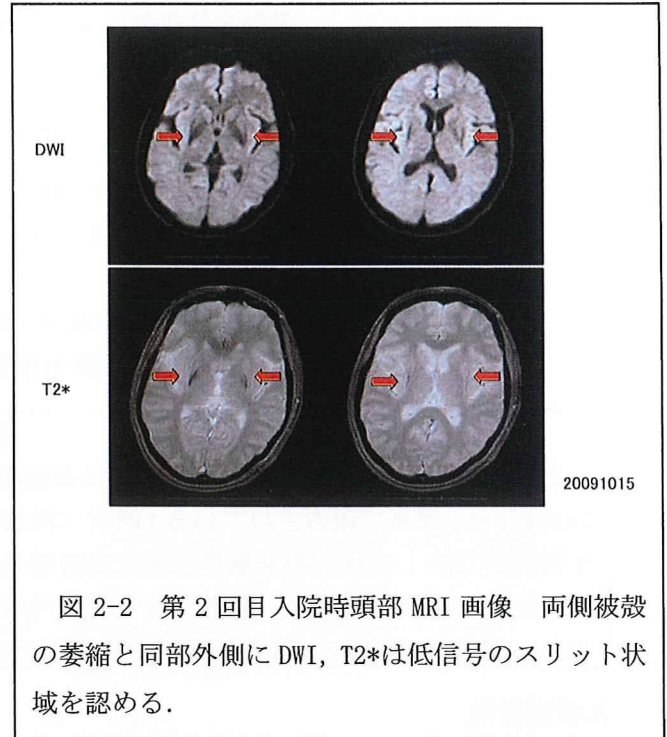 DWI
T2*
20091015
図 2-2　第 2 回目入院時頭部 MRI 画像　両側被殻
の萎縮と同部外側に DWI, T2*は低信号のスリット状
域を認める.